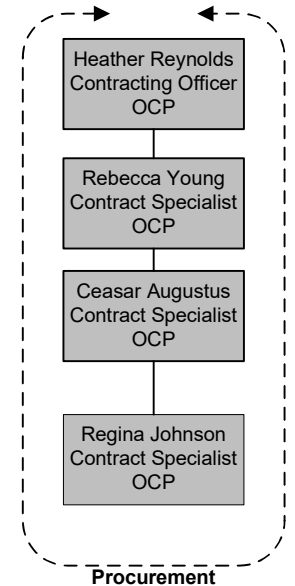 Heather Reynolds
Contracting Officer
OCP
Rebecca Young
Contract Specialist
OCP
Ceasar Augustus
Contract Specialist
OCP
Regina Johnson
Contract Specialist
OCP
Procurement